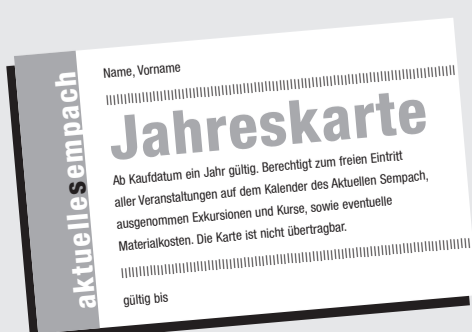 aktuellesempach
Name, Vorname
Jahreskarte
Ab Kaufdatum ein Jahr gültig. Berechtigt zum freien Eintritt
aller Veranstaltungen auf dem Kalender des Aktuellen Sempach,
ausgenommen Exkursionen und Kurse, sowie eventuelle
Materialkosten. Die Karte ist nicht übertragbar.
gültig bis